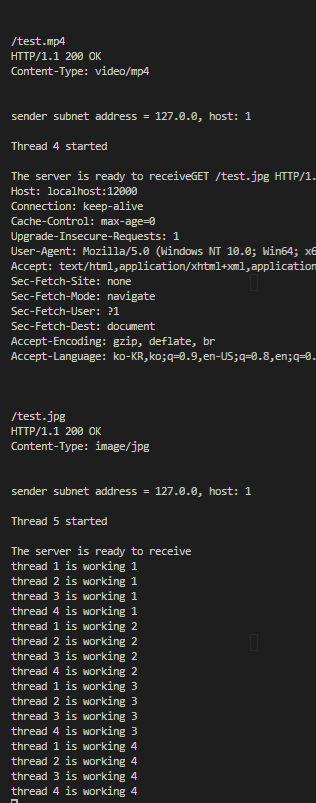 /test.mp4
HTTP/1.1 200 OK
Content-Type: video/mp4
sender subnet address = 127.0.0, host: 1
Thread 4 started
The server is ready to receiveGET /test.jpg HTTP/1.
Host: localhost:12000
Connection: keep-alive
Cache-Control: max-age=0
Upgrade-Insecure-Requests: 1
User-Agent: Mozilla/5.0 (Windows NT 10.0; Win64; x6
Accept: text/html,application/xhtml+xml,application
Sec-Fetch-Site: none
Sec-Fetch-Mode: navigate
Sec-Fetch-User: ?1
Sec-Fetch-Dest: document
Accept-Encoding: gzip, deflate, br
Accept-Language: ko-KR,ko;q=0.9,en-US;q=0.8,en;q=0.
/test.jpg
HTTP/1.1 200 OK
Content-Type: image/jpg
sender subnet address = 127.0.0, host: 1
Thread 5 started
The server is ready to receive
thread 1 is working 1
thread 2 is working 1
thread 3 is working 1
thread 4 is working 1
thread 1 is working 2
thread 2 is working 2
thread 3 is working 2
thread 4 is working 2
thread 1 is working 3
thread 2 is working 3
thread 3 is working 3
thread 4 is working 3
thread 1 is working 4
thread 2 is working 4
thread 3 is working 4
thread 4 is working 4